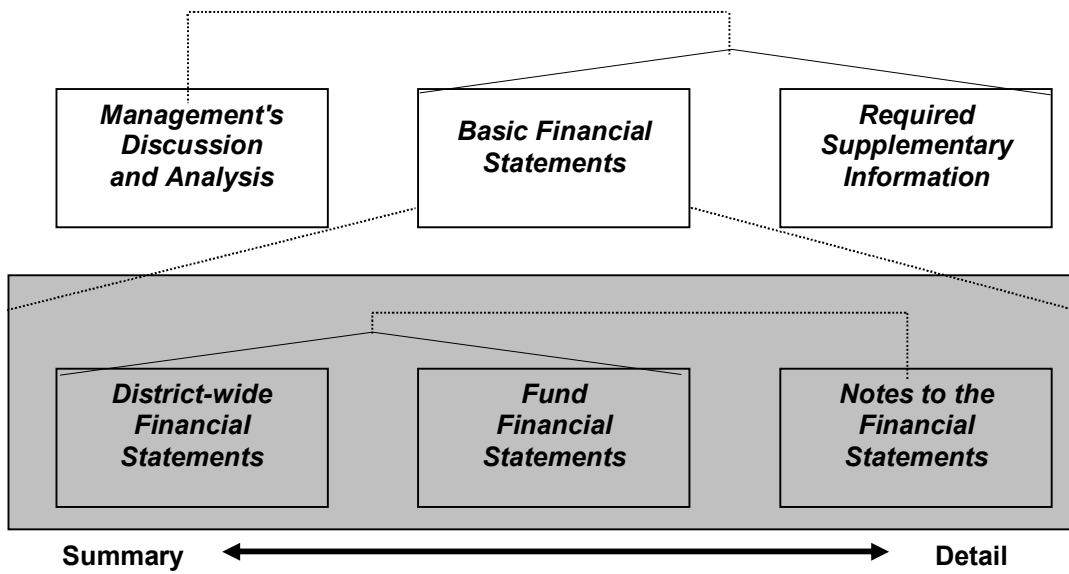 Management's
Discussion
and Analysis
Basic Financial
Statements
Required
Supplementary
Information
District-wide
Financial
Statements
Fund
Financial
Statements
Notes to the
Financial
Statements
Summary
Detail